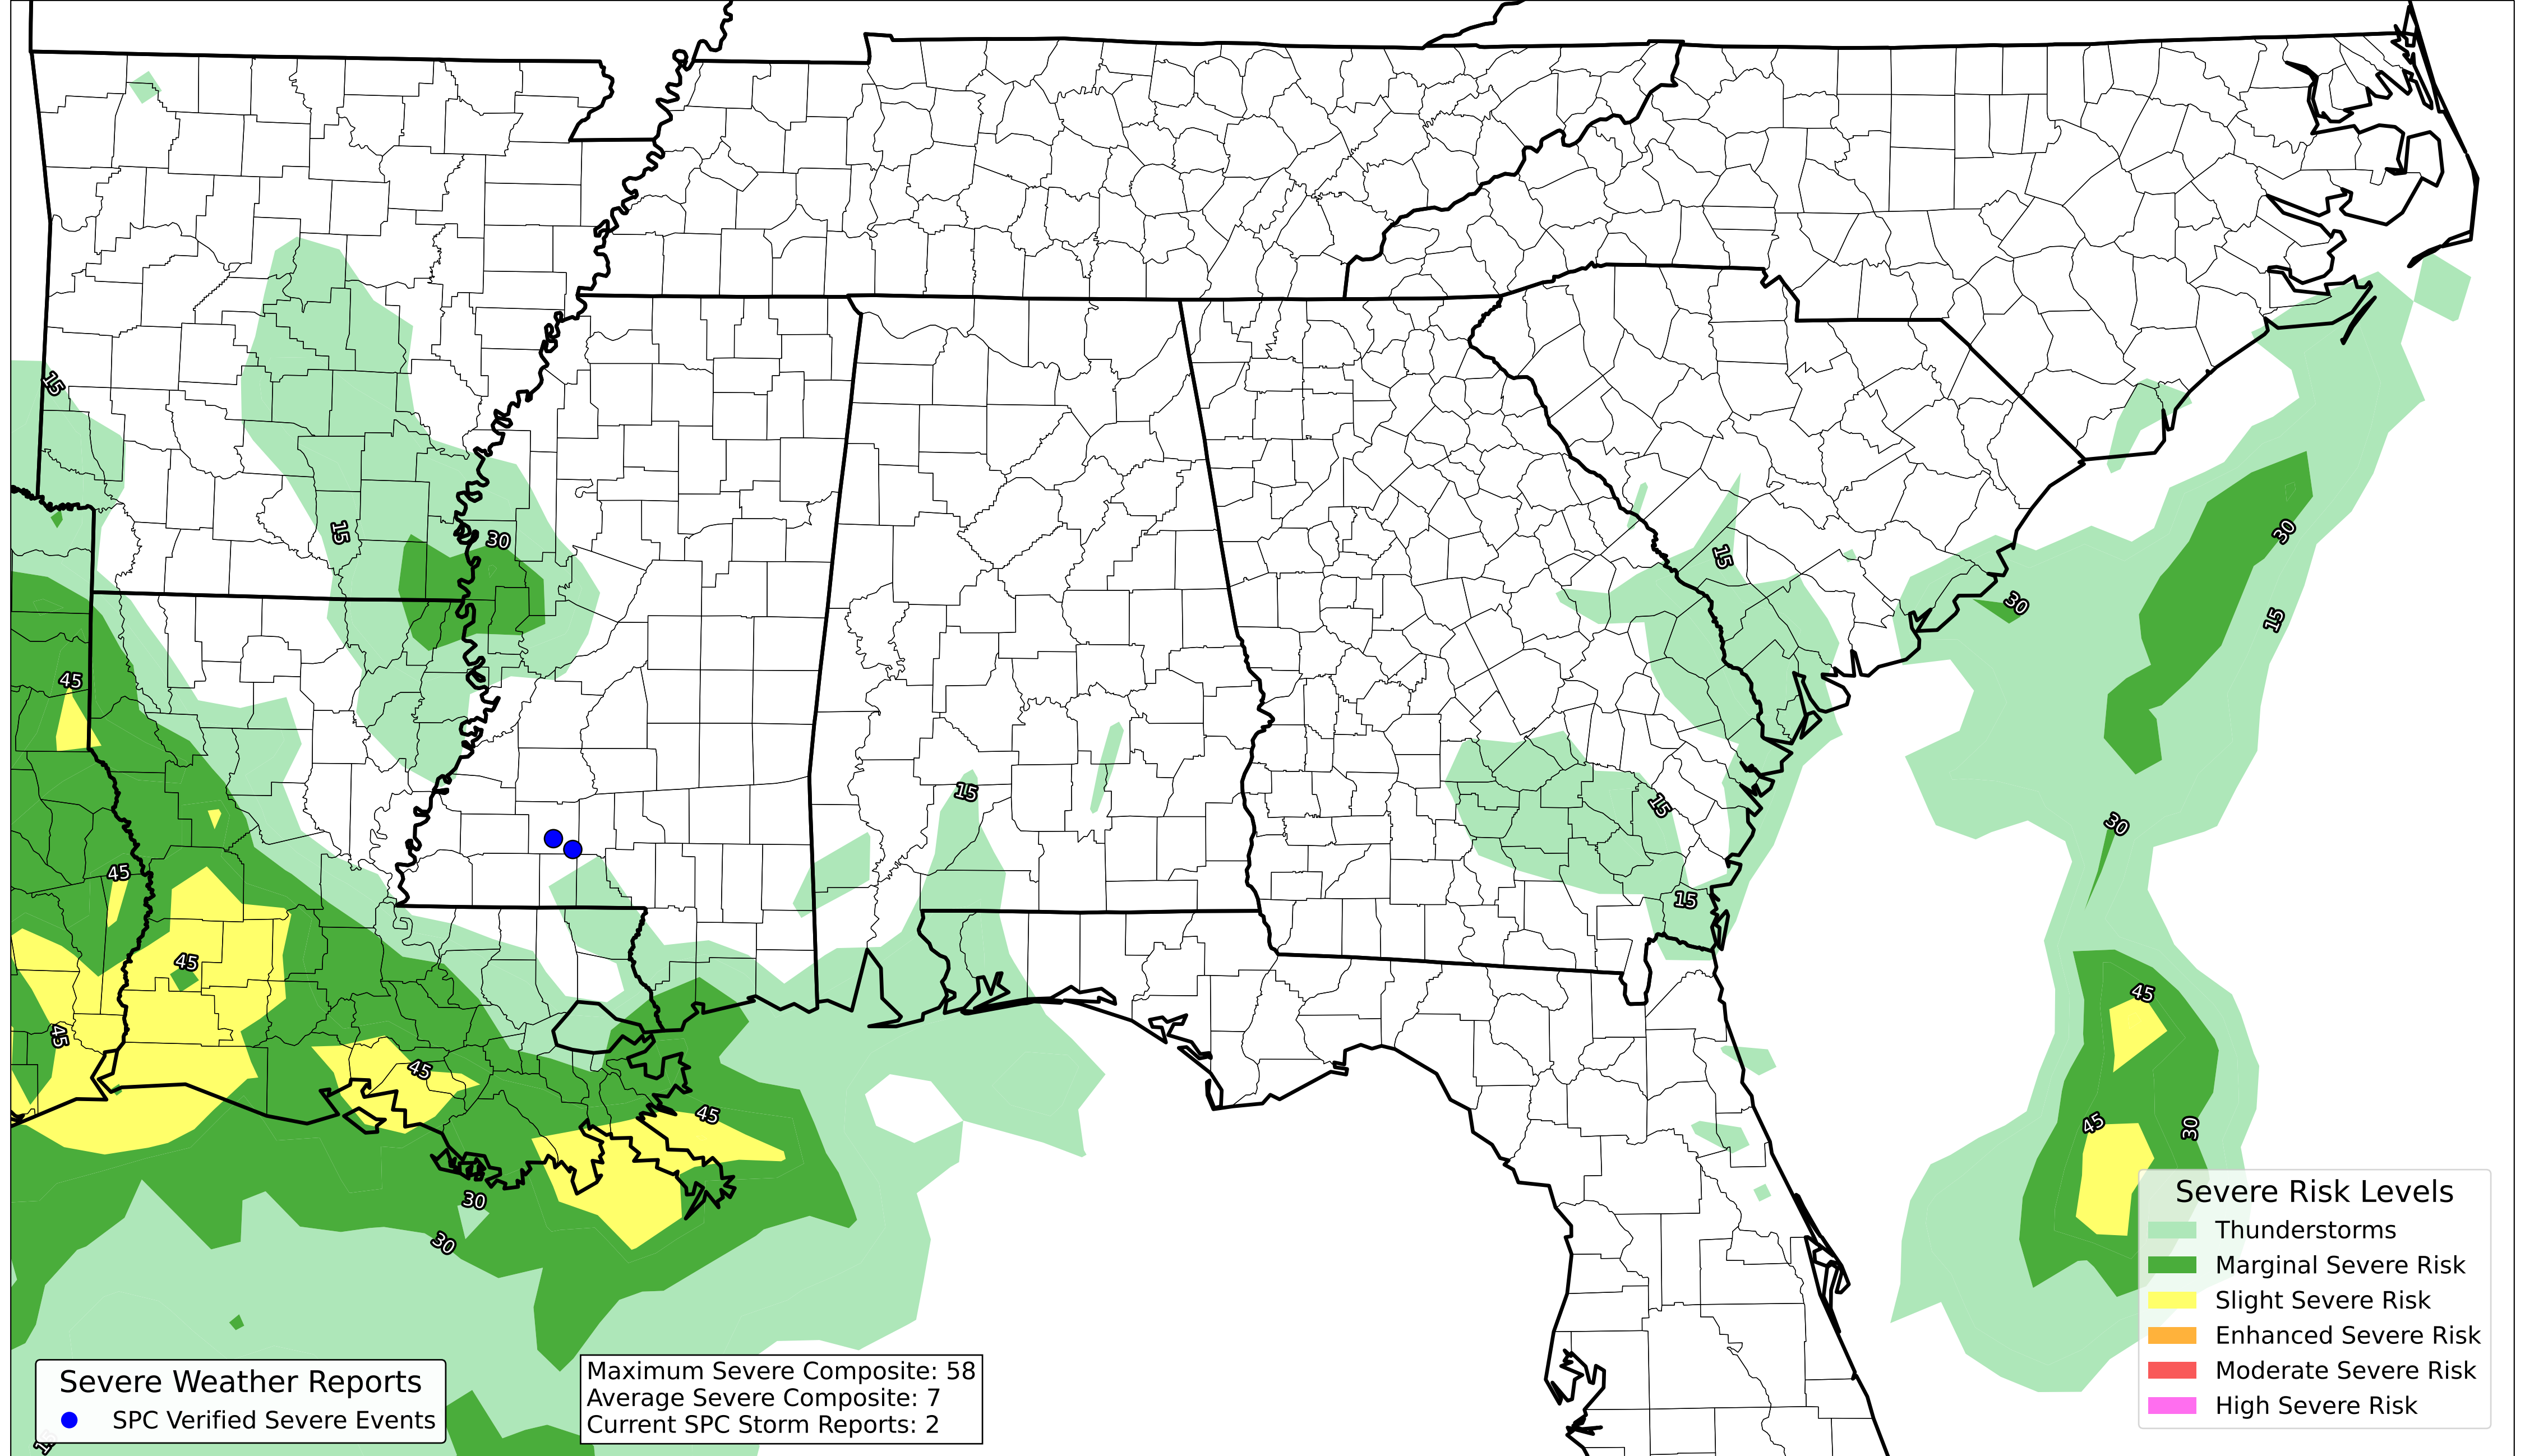 15
15
30
15
30
15
45
15
30
15
45
15
45
15
45
45
45
45
45
30
30
30
15
Severe Risk Levels
Thunderstorms
Marginal Severe Risk
Slight Severe Risk
Enhanced Severe Risk
Moderate Severe Risk
High Severe Risk
Severe Weather Reports
SPC Verified Severe Events
Maximum Severe Composite: 58
Average Severe Composite: 7
Current SPC Storm Reports: 2